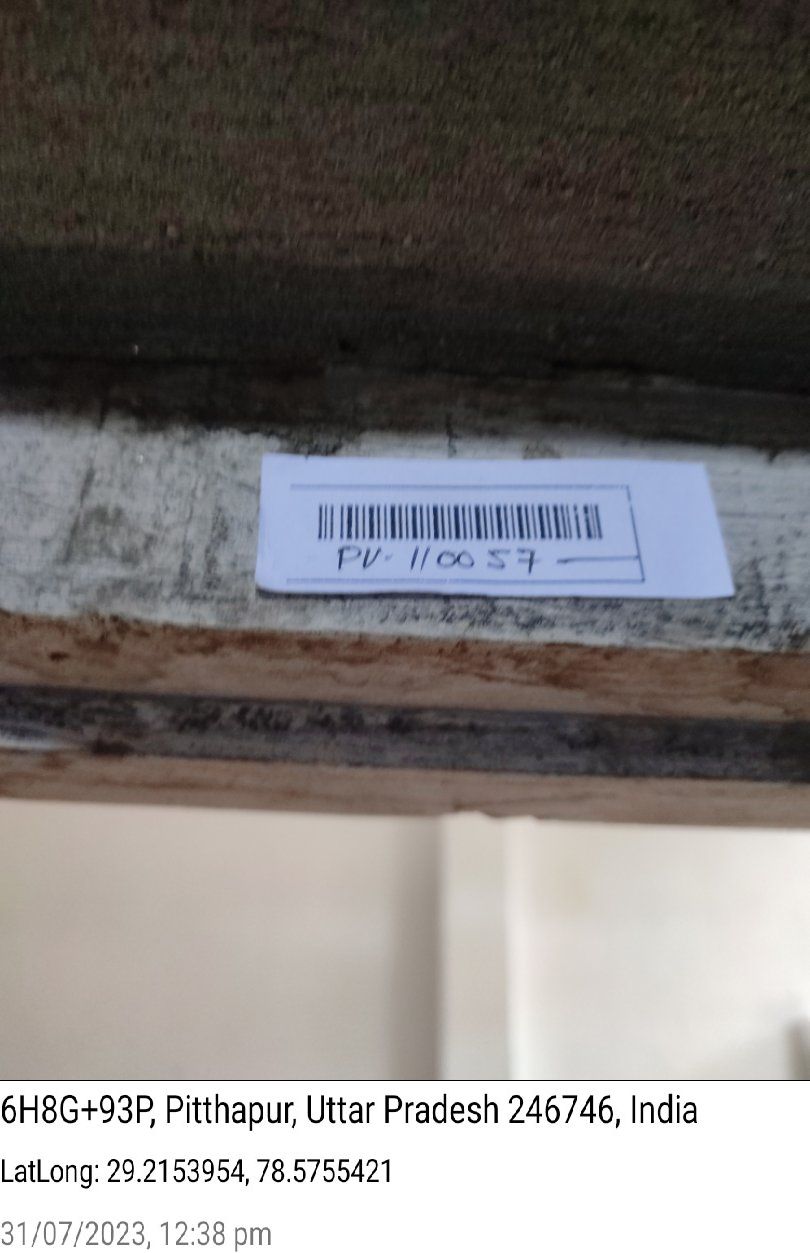 PV-110057
6H8G+93P, Pitthapur, Uttar Pradesh 246746, India
LatLong: 29.2153954, 78.5755421
31/07/2023, 12:38 pm